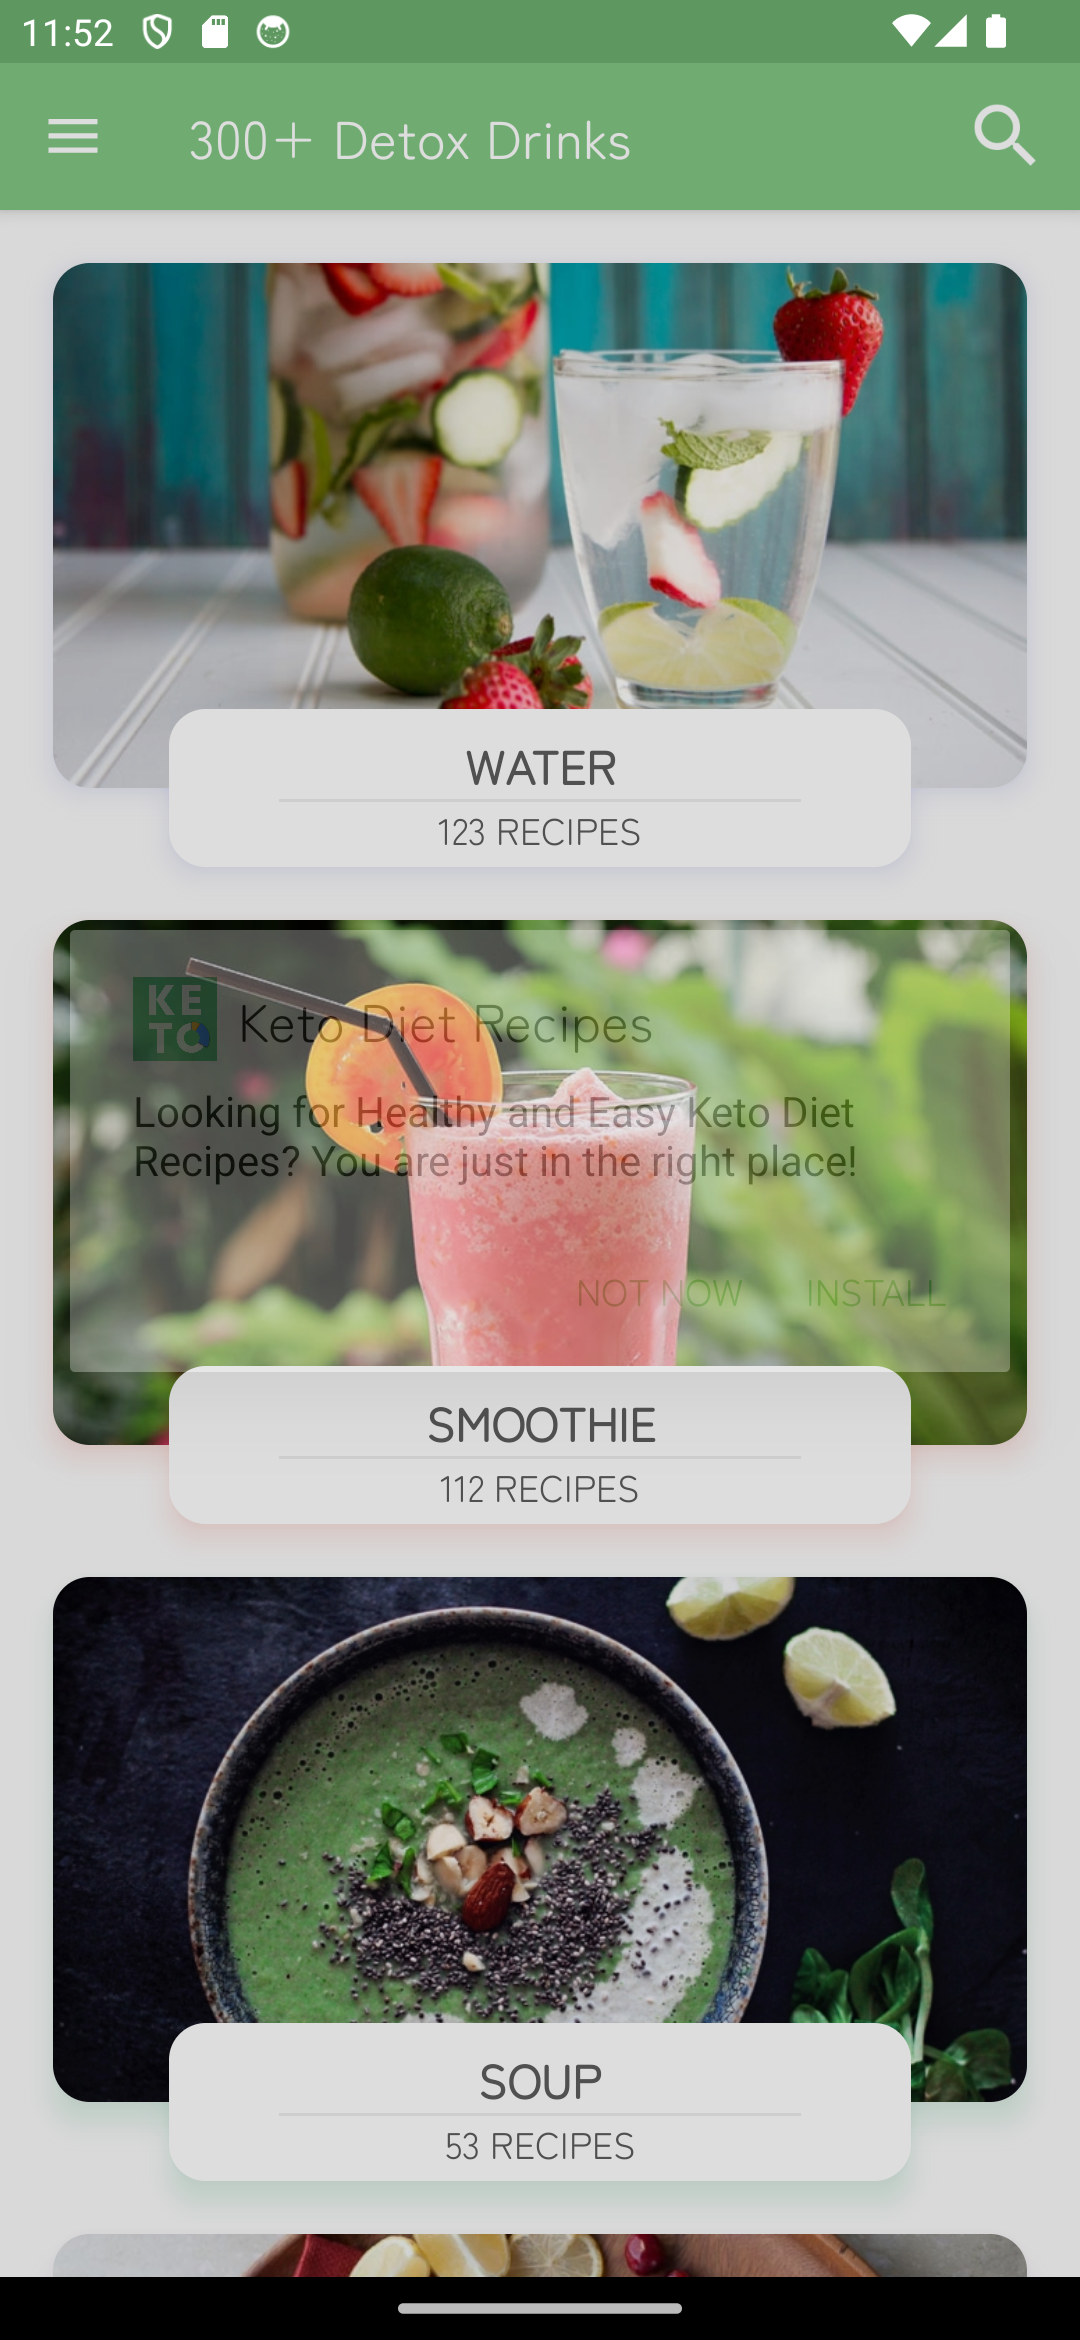 11:52
300+ Detox Drinks
WATER
123 RECIPES
KE
TO
Keto Diet Recipes
Looking for Healthy and Easy Keto Diet
Recipes? You are just in the right place!
NOT NOW
INSTALL
SMOOTHIE
112 RECIPES
SOUP
53 RECIPES